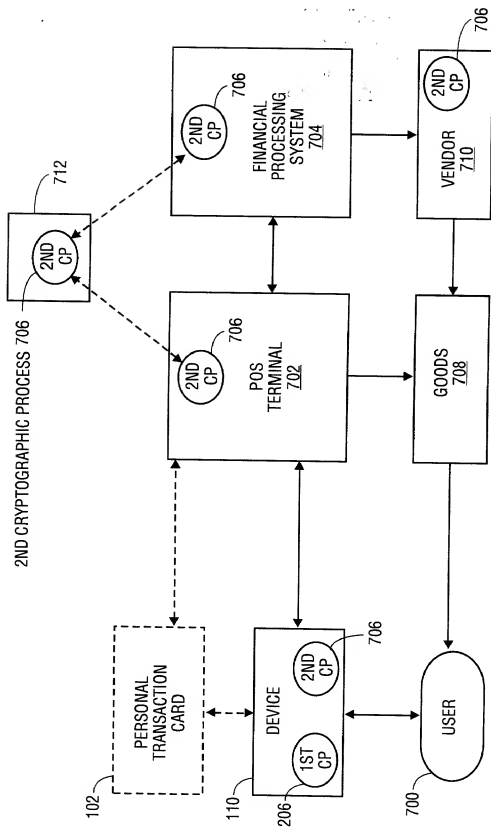 2ND CRYPTOGRAPHIC PROCESS 706
2ND
CP
712
102
PERSONAL
TRANSACTION
CARD
2ND
CP
706
POS
TERMINAL
702
2ND
CP
706
FINANCIAL
PROCESSING
SYSTEM
704
110
DEVICE
206
1ST
CP
2ND
CP
706
700
USER
GOODS
708
VENDOR
710
2ND
CP
706